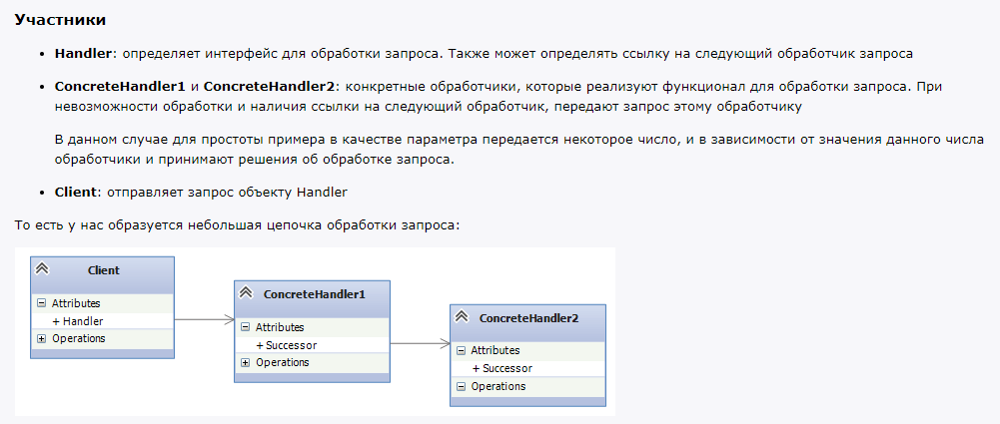 Участники
Handler: определяет интерфейс для обработки запроса. Также может определять ссылку на следующий обработчик запроса
ConcreteHandler1 и ConcreteHandler2: конкретные обработчики, которые реализуют функционал для обработки запроса. При
невозможности обработки и наличия ссылки на следующий обработчик, передают запрос этому обработчику
В данном случае для простоты примера в качестве параметра передается некоторое число, и в зависимости от значения данного числа
обработчики и принимают решения об обработке запроса.
Client: отправляет запрос объекту Handler
То есть у нас образуется небольшая цепочка обработки запроса:
Client
Attributes
+ Handler
Operations
ConcreteHandler1
Attributes
+ Successor
Operations
ConcreteHandler2
Attributes
+ Successor
Operations